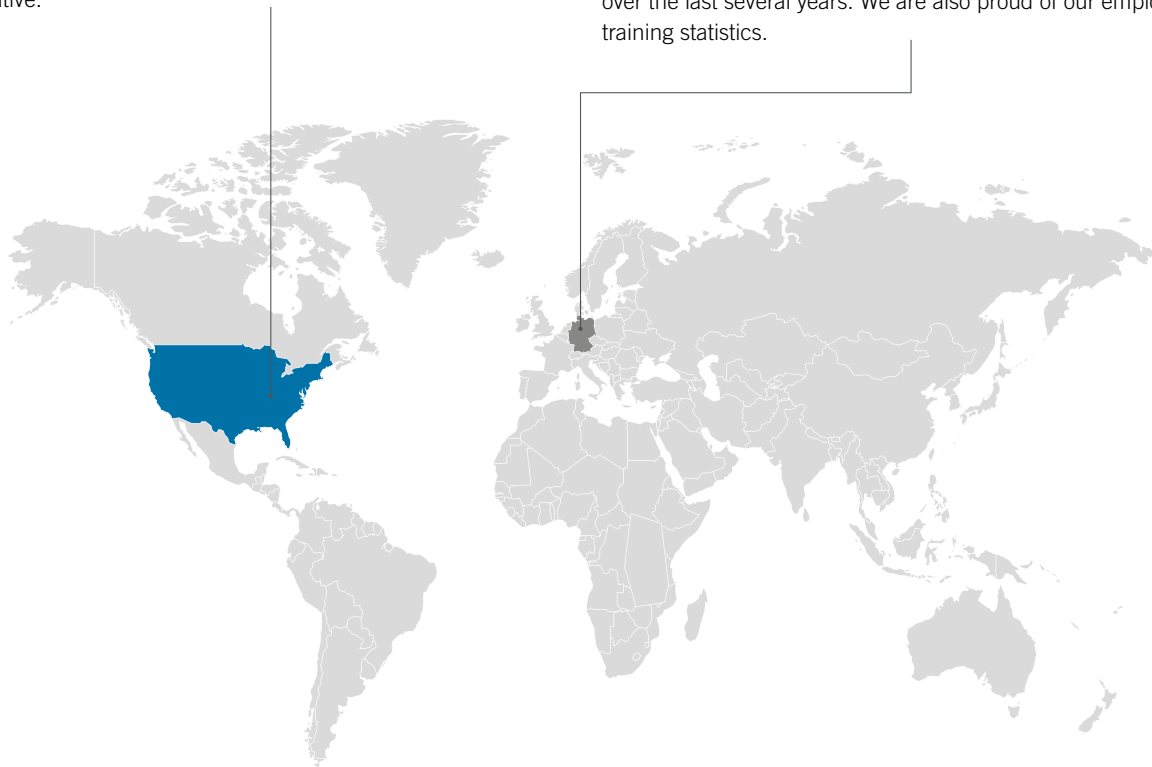 over the last several years. We are also proud of our
training statistics.